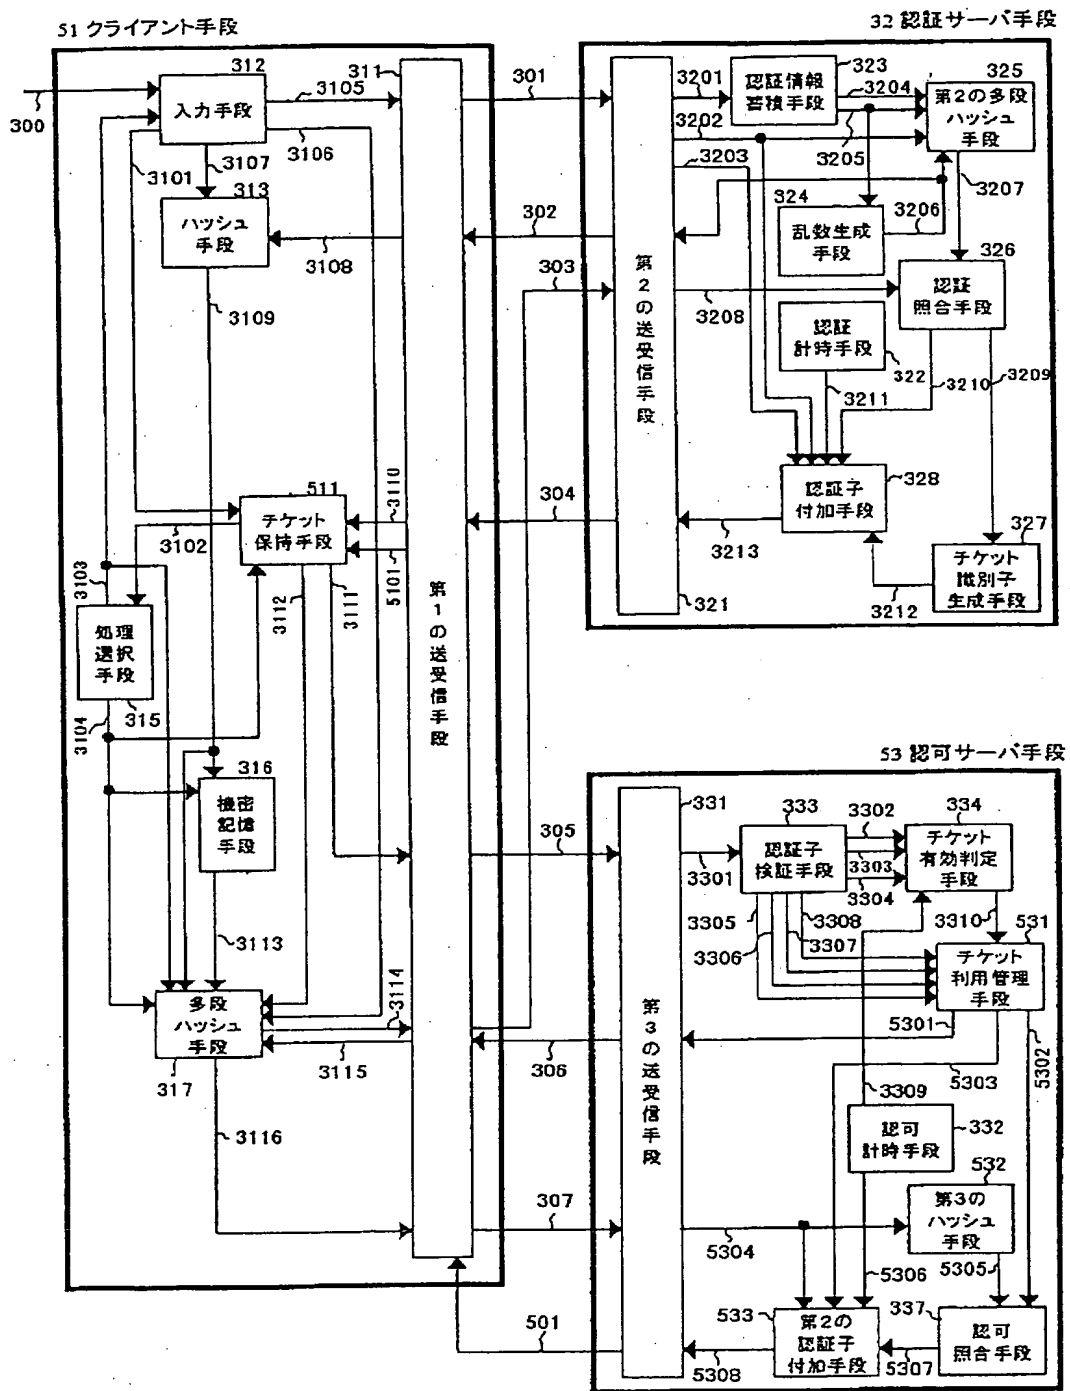 51 クライアント手段
32 認証サーバ手段
300
312
入力手段
3105
3106
3101
3107
313
ハッシュ
手段
3108
3109
311
第1の送受信手段
301
302
303
304
321
第2の送受信手段
3201
3202
3203
323
認証情報
蓄積手段
3204
3205
325
第2の多段
ハッシュ
手段
324
乱数生成
手段
3206
3207
326
認証
照合手段
3208
認証
計時手段
322
3211
3210
3209
328
認証子
付加手段
3213
3212
327
チケット
識別子
生成手段
511
チケット
保持手段
3110
5101
3102
3103
3112
3111
処理
選択
手段
315
3104
316
機密
記憶
手段
3113
3114
多段
ハッシュ
手段
317
3115
3116
53 認可サーバ手段
305
306
307
501
331
第3の送受信手段
3301
333
認証子
検証手段
3302
3303
3304
334
チケット
有効判定
手段
3305
3306
3307
3308
3310
531
チケット
利用管理
手段
5301
5302
5303
3309
認可
計時手段
332
532
第3の
ハッシュ
手段
5304
5305
5306
533
第2の
認証子
付加手段
337
認可
照合手段
5307
5308